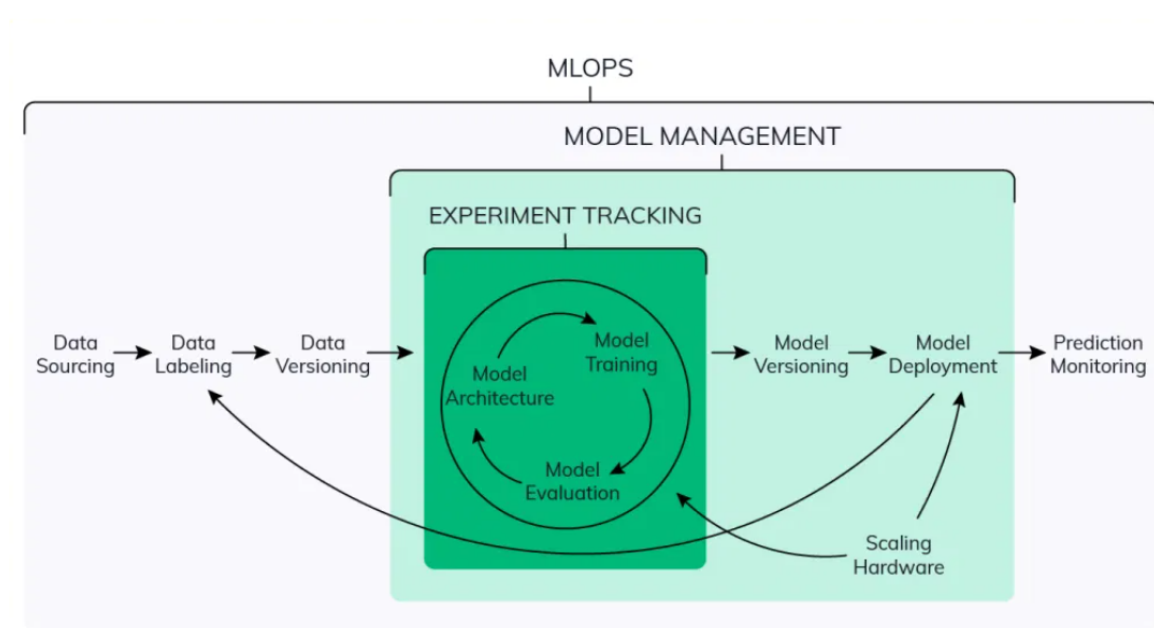 MLOPS
MODEL MANAGEMENT
EXPERIMENT TRACKING
Data
Sourcing
Data
Labeling
Data
Versioning
Model
Architecture
Model
Training
Model
Evaluation
Model
Versioning
Model
Deployment
Prediction
Monitoring
Scaling
Hardware